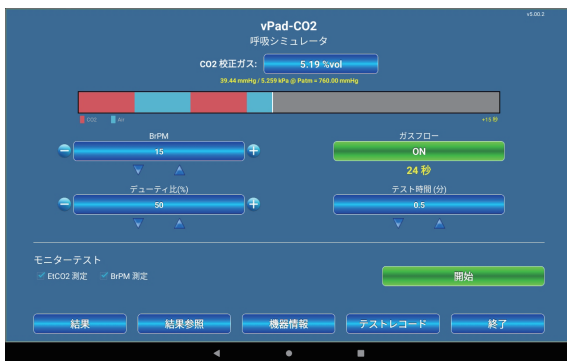 v5.00.2
vPad-CO2
呼吸シミュレータ
CO2 校正ガス: 5.19 %vol
39.44 mmHg / 5.259 kPa @ Patm = 760.00 mmHg
CO2 Air +15 秒
BrPM ガスフロー
15 ON
24 秒
デューティ比(%) テスト時間 (分)
50 0.5
モニターテスト
EtCO2 測定 BrPM 測定 開始
結果 結果参照 機器情報 テストレコード 終了